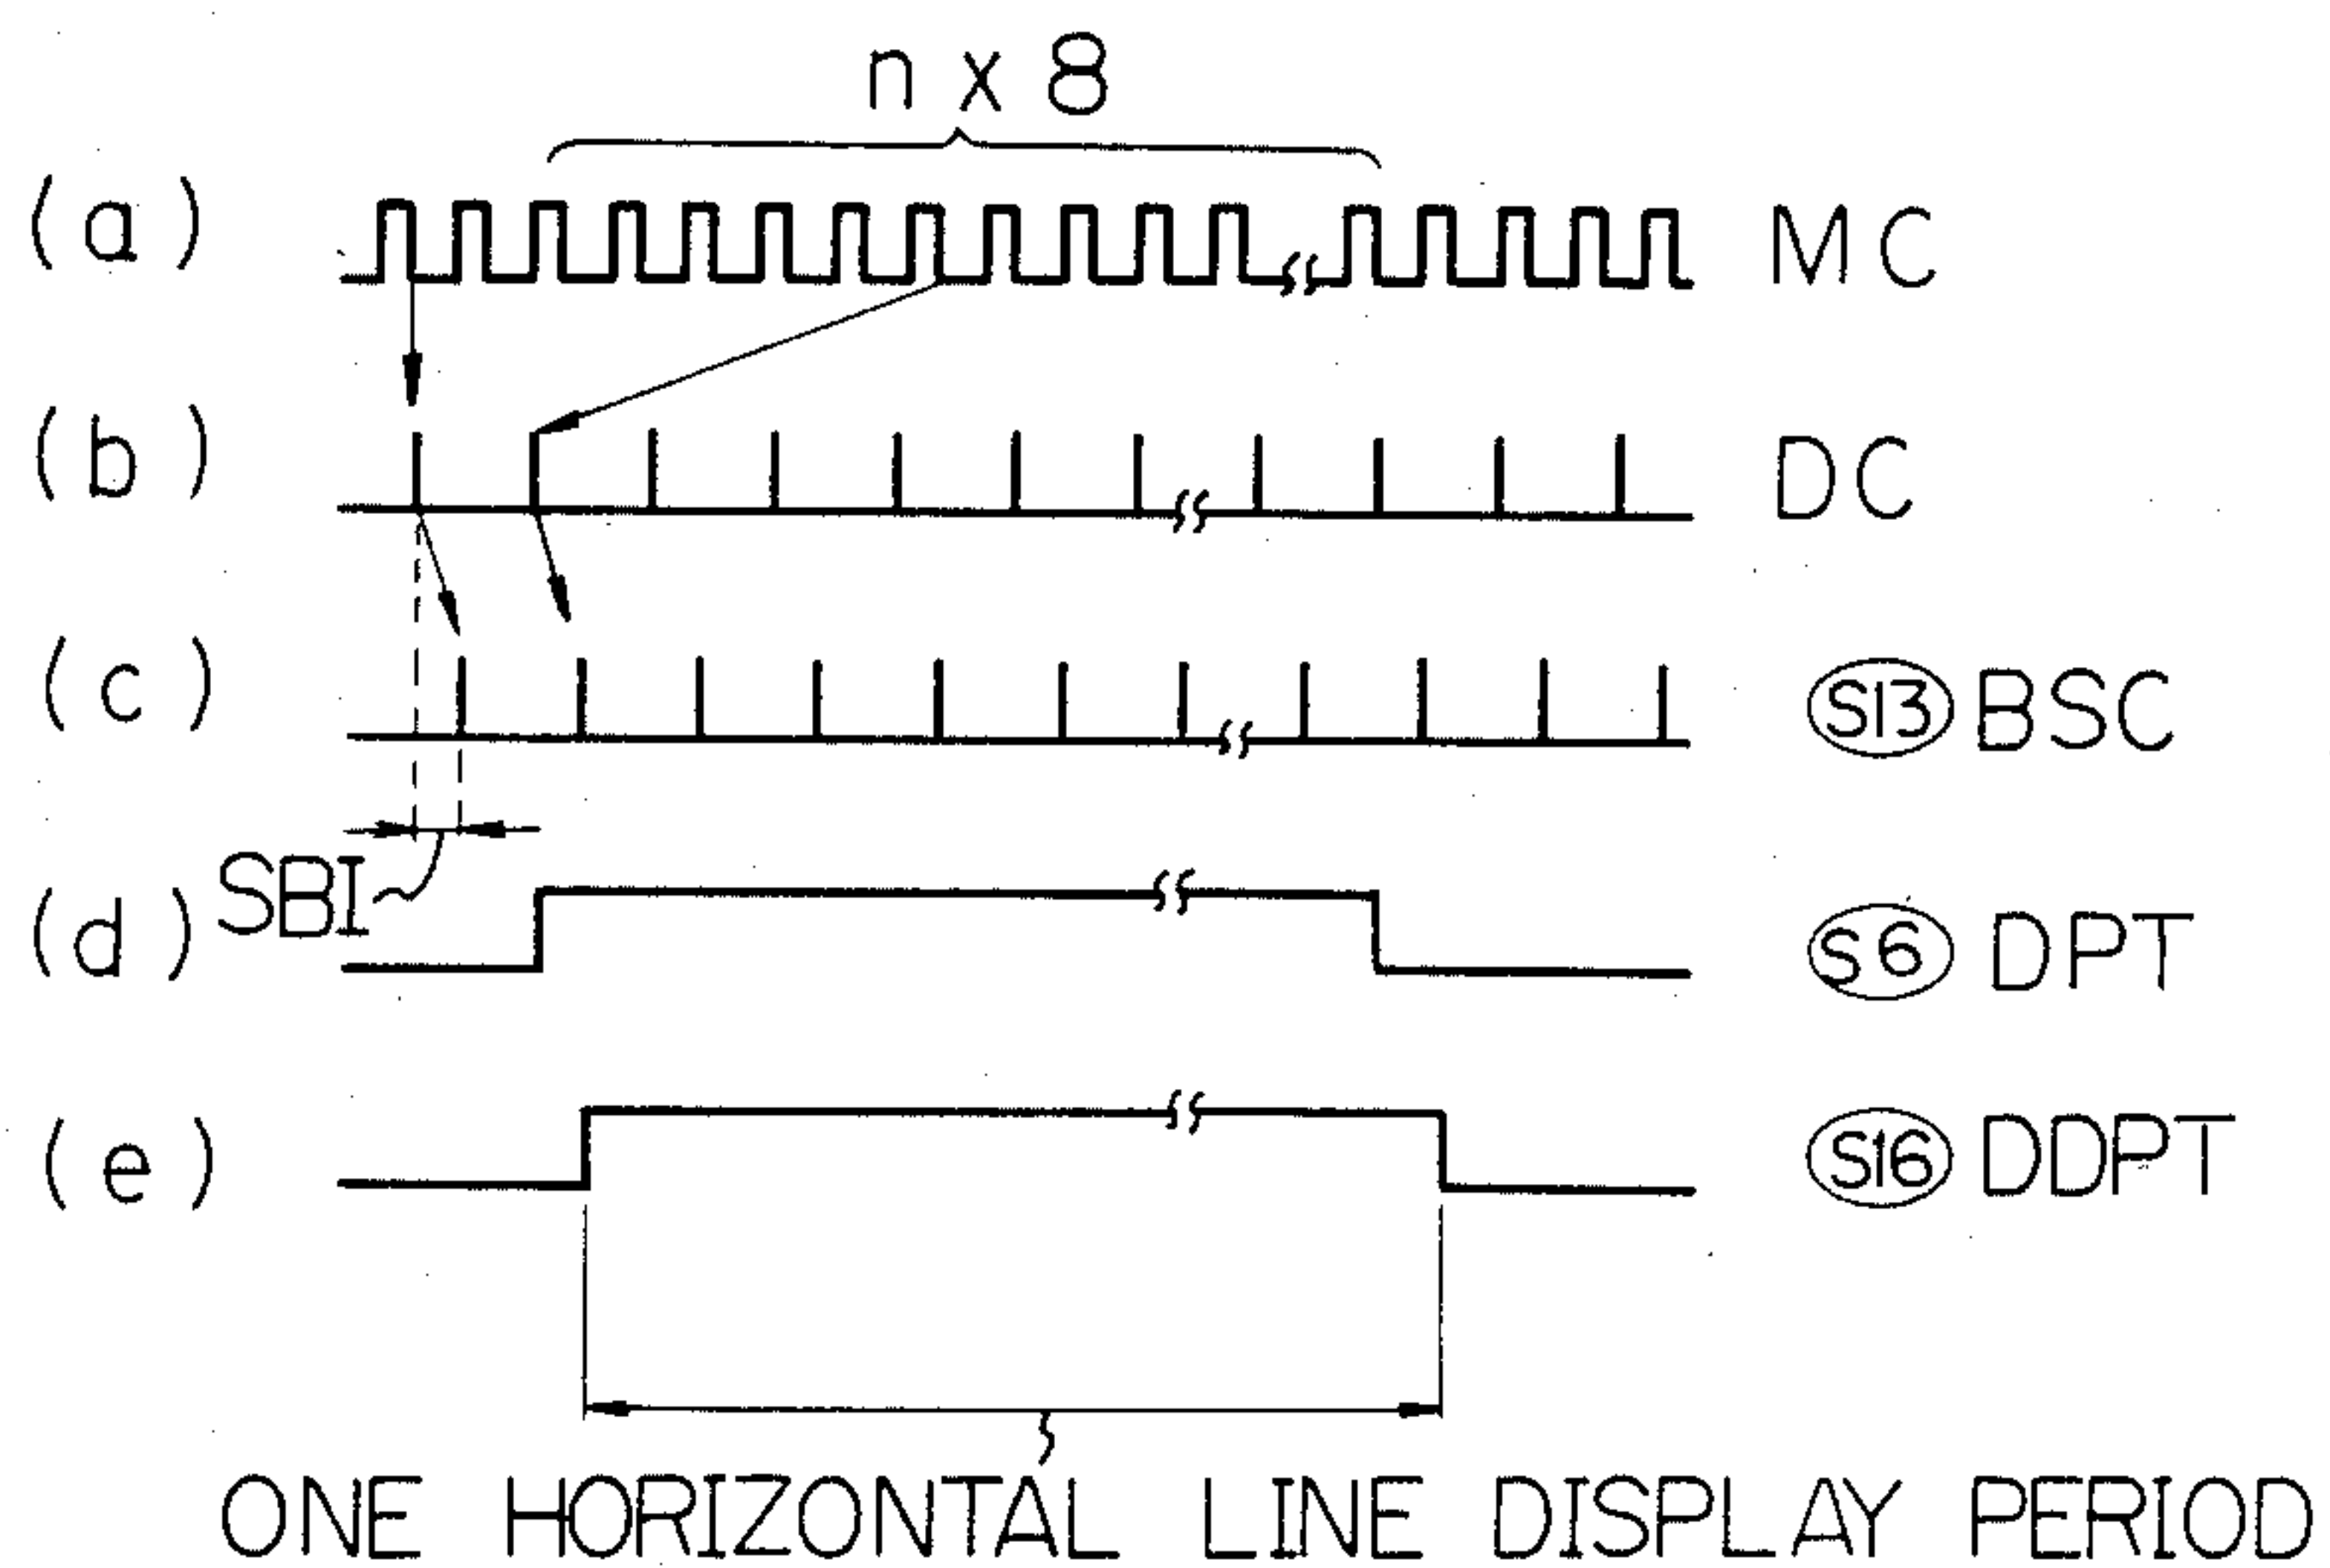 n x 8
(a) MC
(b) DC
(c) S13 BSC
SBI
(d) S6 DPT
(e) S16 DDPT
ONE HORIZONTAL LINE DISPLAY PERIOD